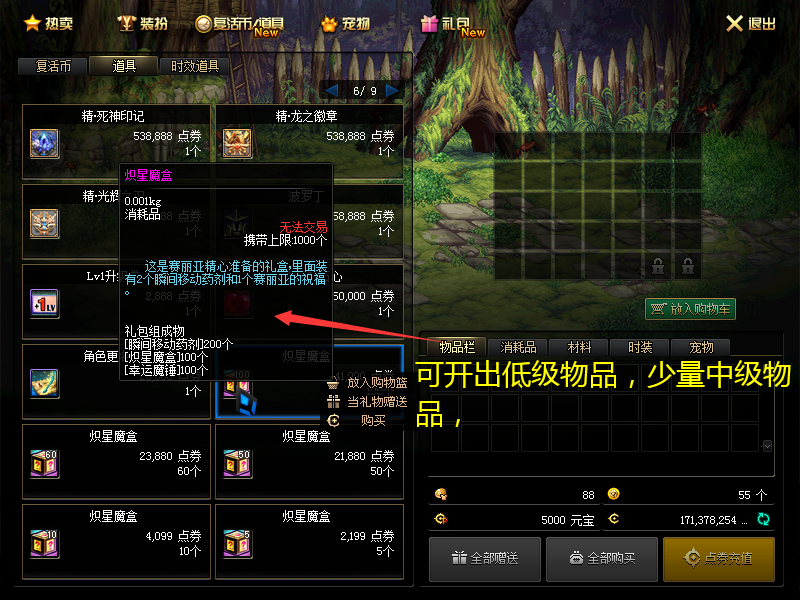 热卖
装扮
复活币/道具
New
宠物
礼包
New
退出
复活币
道具
时效道具
6/ 9
精·死神印记
538,888 点券
1个
精·龙之徽章
538,888 点券
1个
精·光辉
波罗丁
58,888 点券
1个
炽星魔盒
0.001kg
消耗品
无法交易
携带上限:1000个
这是赛丽亚精心准备的礼盒,里面装
有2个瞬间移动药剂和1个赛丽亚的祝福
。
礼包组成物
[瞬间移动药剂]200个
[炽星魔盒]100个
[幸运魔锤]100个
Lv1升
2,888 点券
1个
心
50,000 点券
1个
角色更
1个
炽星魔盒
100
放入购物篮
当礼物赠送
购买
炽星魔盒
60
23,880 点券
60个
炽星魔盒
50
21,880 点券
50个
炽星魔盒
10
4,099 点券
10个
炽星魔盒
5
2,199 点券
5个
放入购物车
物品栏
消耗品
材料
时装
宠物
可开出低级物品，少量中级物
品，
88
55 个
5000 元宝
171,378,254 ...
全部赠送
全部购买
点券充值